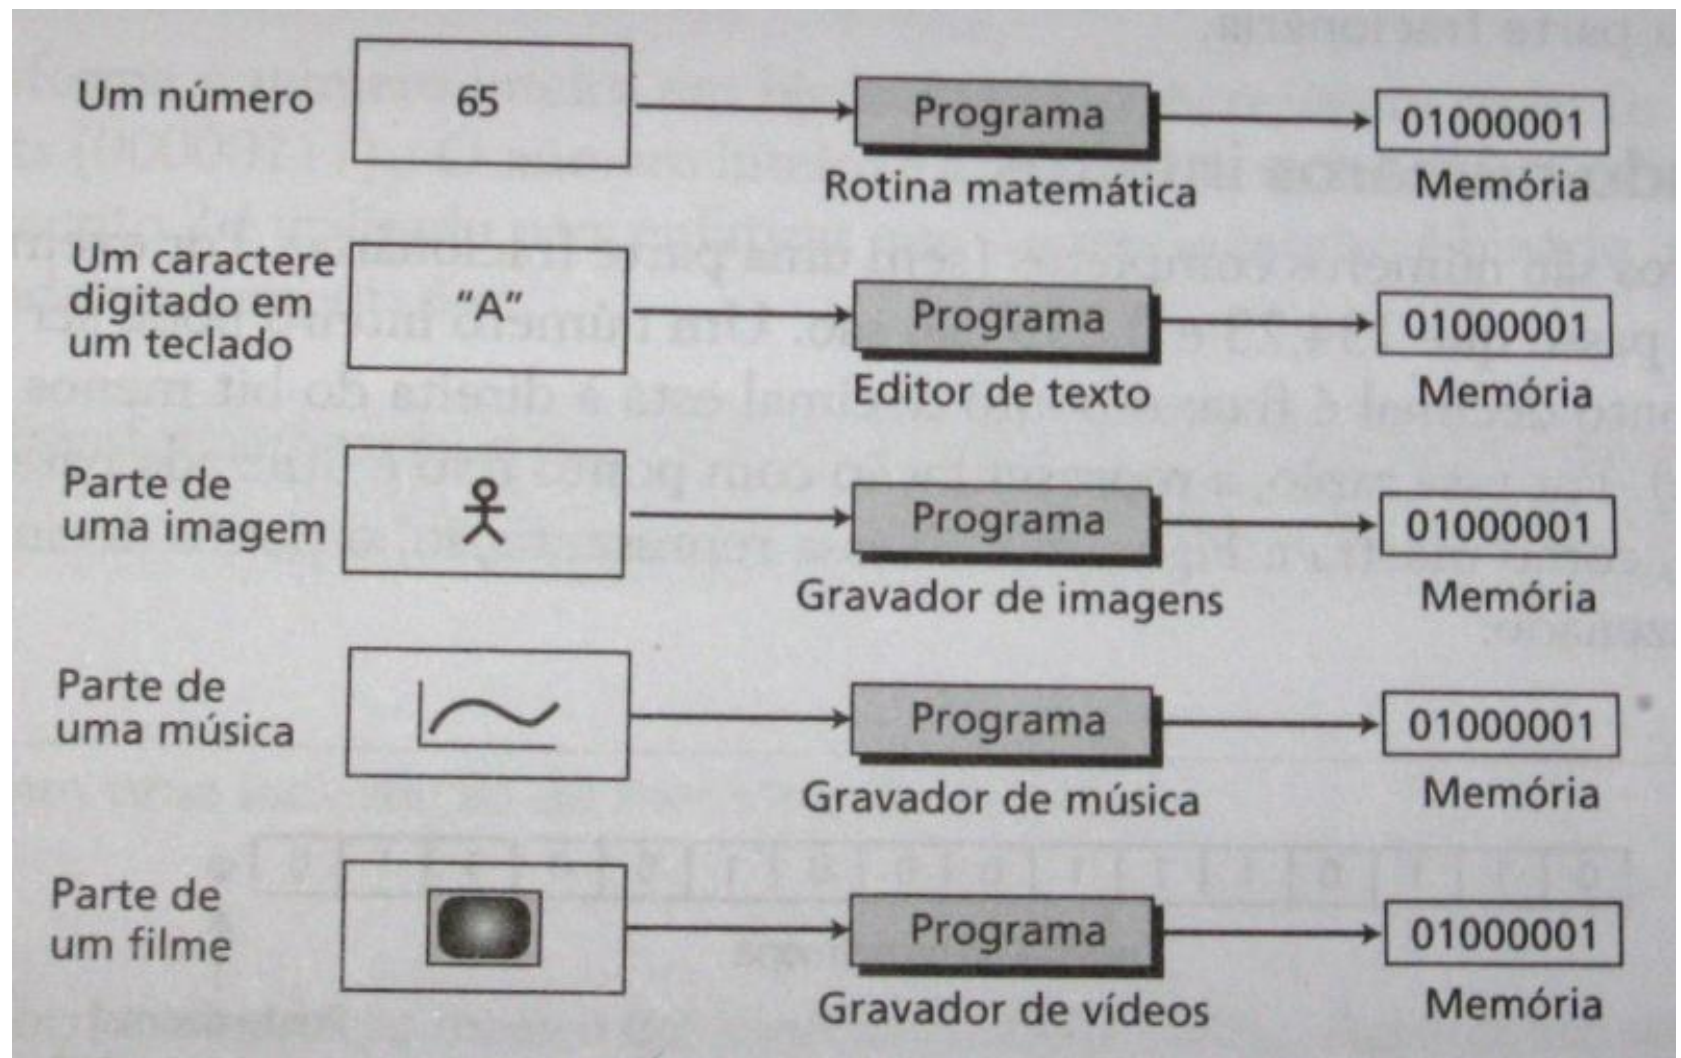 Um número
65
Programa
01000001
Rotina matemática
Memória
Um caractere
digitado em
um teclado
“A”
Programa
01000001
Editor de texto
Memória
Parte de
uma imagem
Programa
01000001
Gravador de imagens
Memória
Parte de
uma música
Programa
01000001
Gravador de música
Memória
Parte de
um filme
Programa
01000001
Gravador de vídeos
Memória